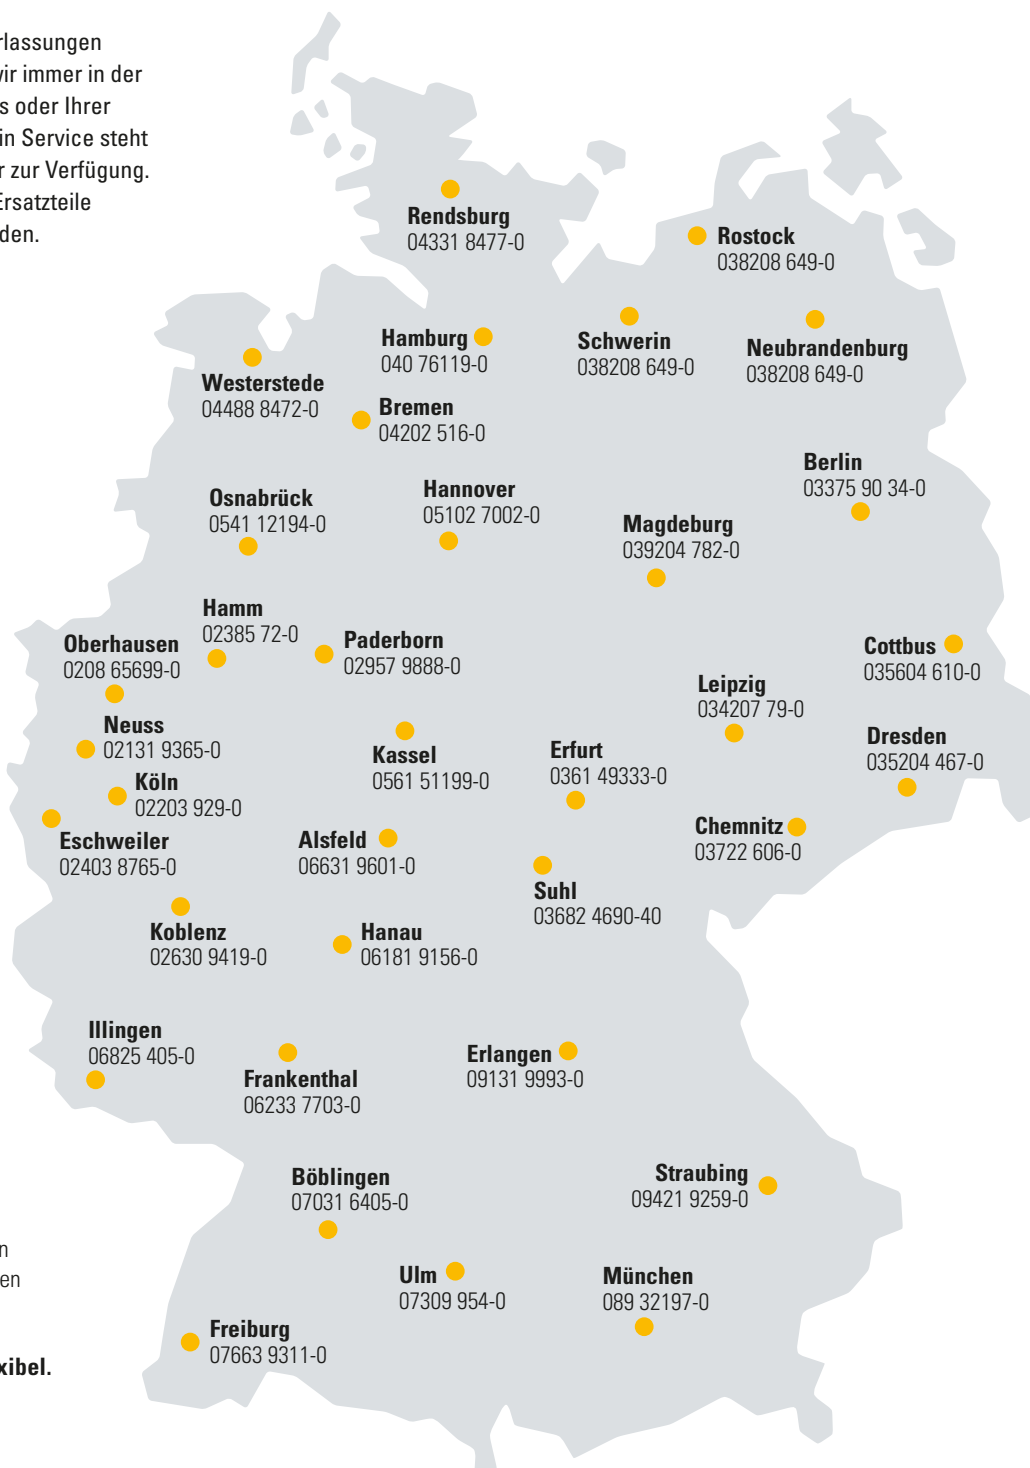 rlassungen
vir immer in der
s oder Ihrer
in Service steht
r zur Verfügung.
Ersatzteile
den.
Rendsburg
04331 8477-0
Rostock
038208 649-0
Hamburg
040 76119-0
Schwerin
038208 649-0
Neubrandenburg
038208 649-0
Westerstede
04488 8472-0
Bremen
04202 516-0
Berlin
03375 90 34-0
Osnabrück
0541 12194-0
Hannover
05102 7002-0
Magdeburg
039204 782-0
Hamm
02385 72-0
Oberhausen
0208 65699-0
Paderborn
02957 9888-0
Cottbus
035604 610-0
Leipzig
034207 79-0
Neuss
02131 9365-0
Kassel
0561 51199-0
Erfurt
0361 49333-0
Dresden
035204 467-0
Köln
02203 929-0
Eschweiler
02403 8765-0
Alsfeld
06631 9601-0
Chemnitz
03722 606-0
Suhl
03682 4690-40
Koblenz
02630 9419-0
Hanau
06181 9156-0
Illingen
06825 405-0
Frankenthal
06233 7703-0
Erlangen
09131 9993-0
Böblingen
07031 6405-0
Straubing
09421 9259-0
n
en
Ulm
07309 954-0
München
089 32197-0
Freiburg
07663 9311-0
xibel.